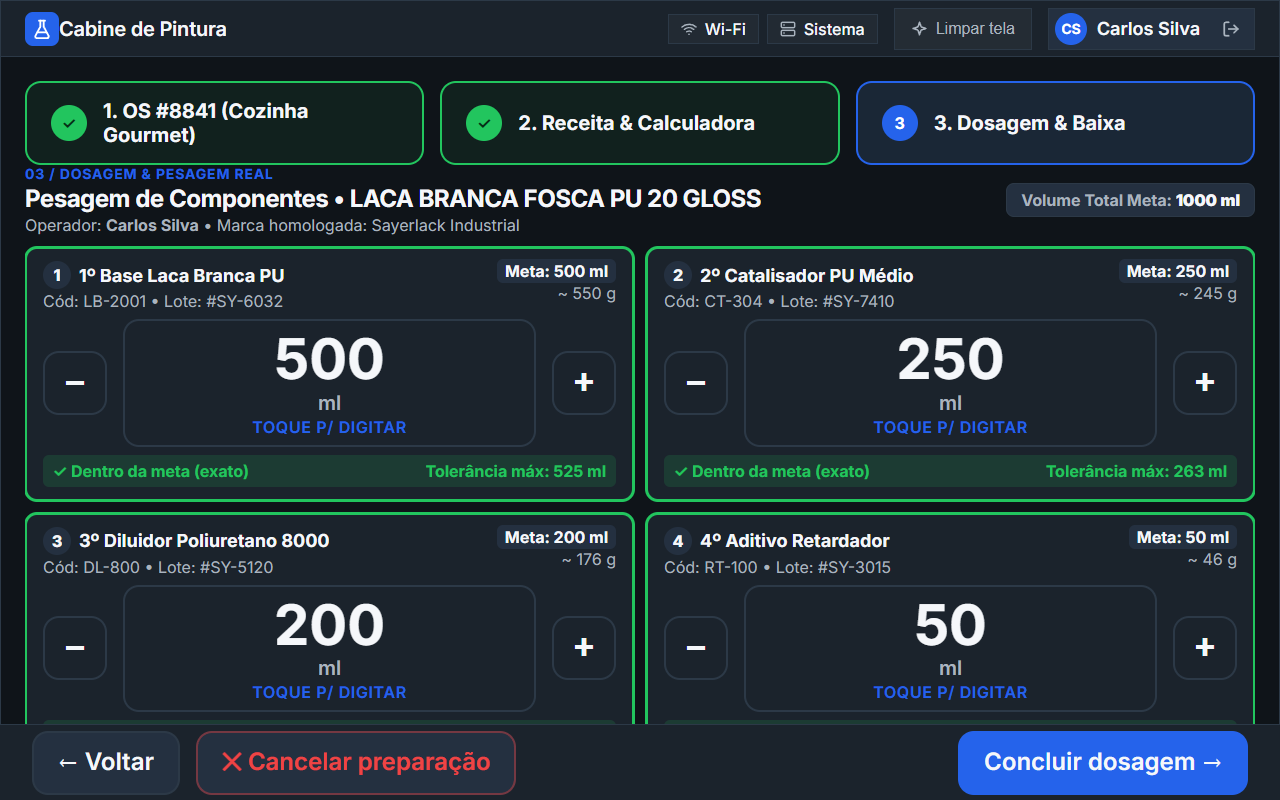 Cabine de Pintura
Wi-Fi
Sistema
Limpar tela
CS
Carlos Silva
1. OS #8841 (Cozinha
Gourmet)
2. Receita & Calculadora
3
3. Dosagem & Baixa
03 / DOSAGEM & PESAGEM REAL
Pesagem de Componentes • LACA BRANCA FOSCA PU 20 GLOSS
Operador: Carlos Silva • Marca homologada: Sayerlack Industrial
Volume Total Meta: 1000 ml
1
1º Base Laca Branca PU
Meta: 500 ml
Cód: LB-2001 • Lote: #SY-6032
~ 550 g
−
500
ml
TOQUE P/ DIGITAR
+
✓ Dentro da meta (exato)
Tolerância máx: 525 ml
2
2º Catalisador PU Médio
Meta: 250 ml
Cód: CT-304 • Lote: #SY-7410
~ 245 g
−
250
ml
TOQUE P/ DIGITAR
+
✓ Dentro da meta (exato)
Tolerância máx: 263 ml
3
3º Diluidor Poliuretano 8000
Meta: 200 ml
Cód: DL-800 • Lote: #SY-5120
~ 176 g
−
200
ml
TOQUE P/ DIGITAR
+
4
4º Aditivo Retardador
Meta: 50 ml
Cód: RT-100 • Lote: #SY-3015
~ 46 g
−
50
ml
TOQUE P/ DIGITAR
+
← Voltar
✕ Cancelar preparação
Concluir dosagem →